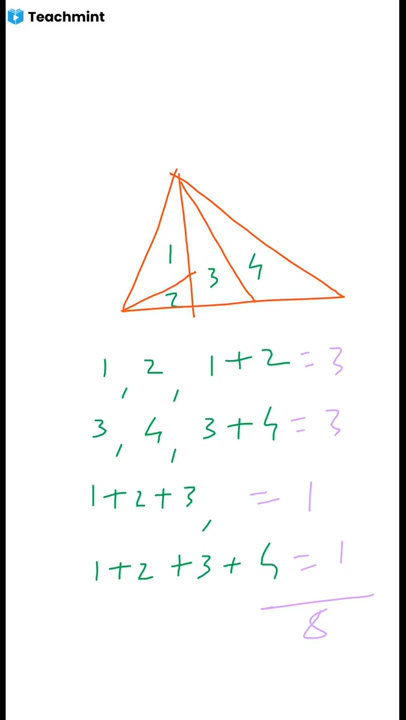 Teachmint
1
3
4
2
1, 2, 1+2 = 3
3, 4, 3+4 = 3
1+2+3, = 1
1+2+3+4 = 1
8